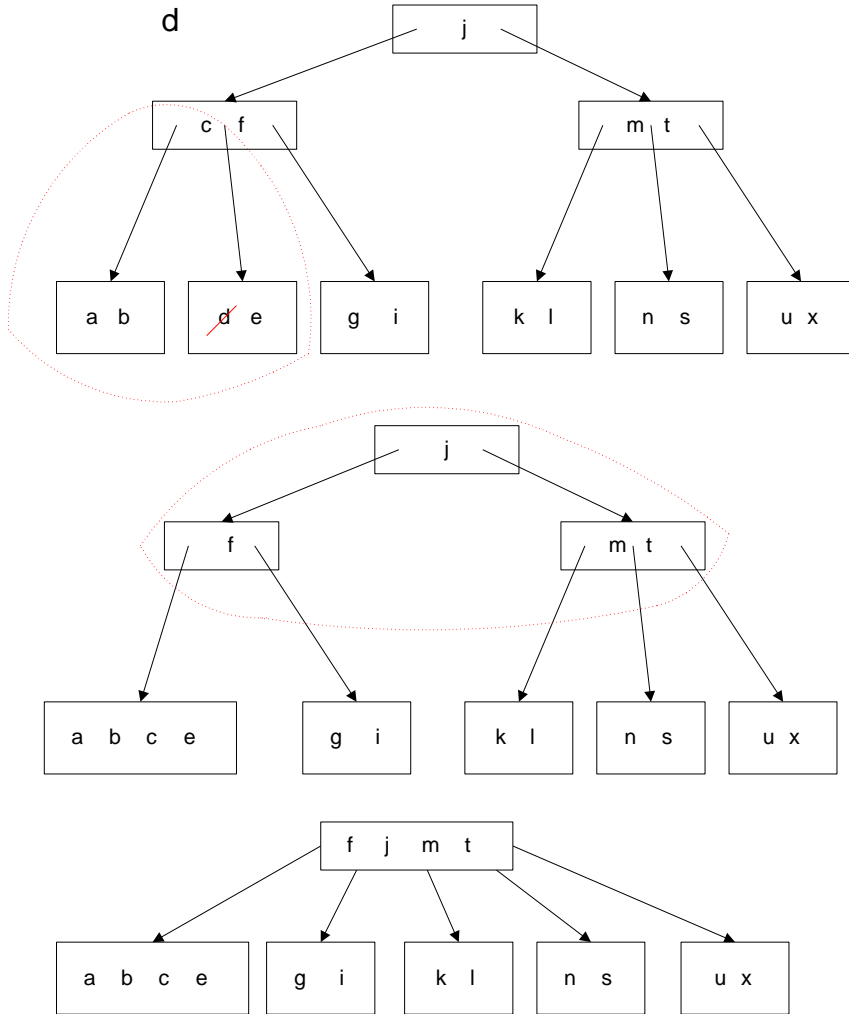 d
j
c f
m t
a b
d e
g i
k l
n s
u x
j
f
m t
a b c e
g i
k l
n s
u x
f j m t
a b c e
g i
k l
n s
u x